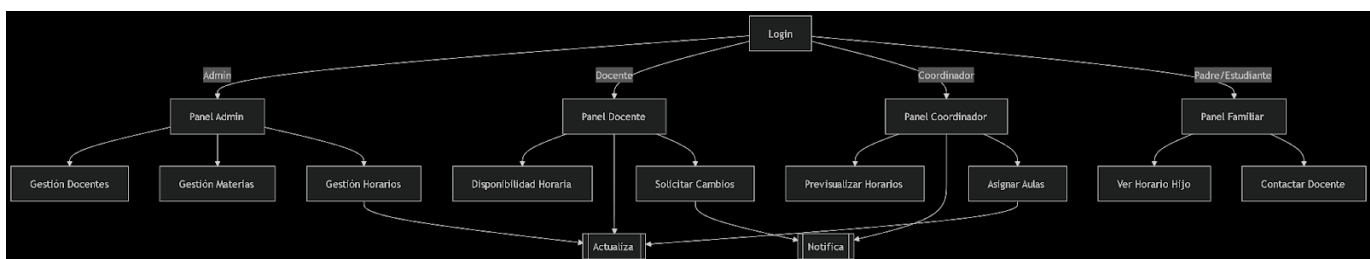 Login
Admin
Docente
Coordinador
Padre/Estudiante
Panel Admin
Panel Docente
Panel Coordinador
Panel Familiar
Gestión Docentes
Gestión Materias
Gestión Horarios
Disponibilidad Horaria
Solicitar Cambios
Previsualizar Horarios
Asignar Aulas
Ver Horario Hijo
Contactar Docente
Actualiza
Notifica